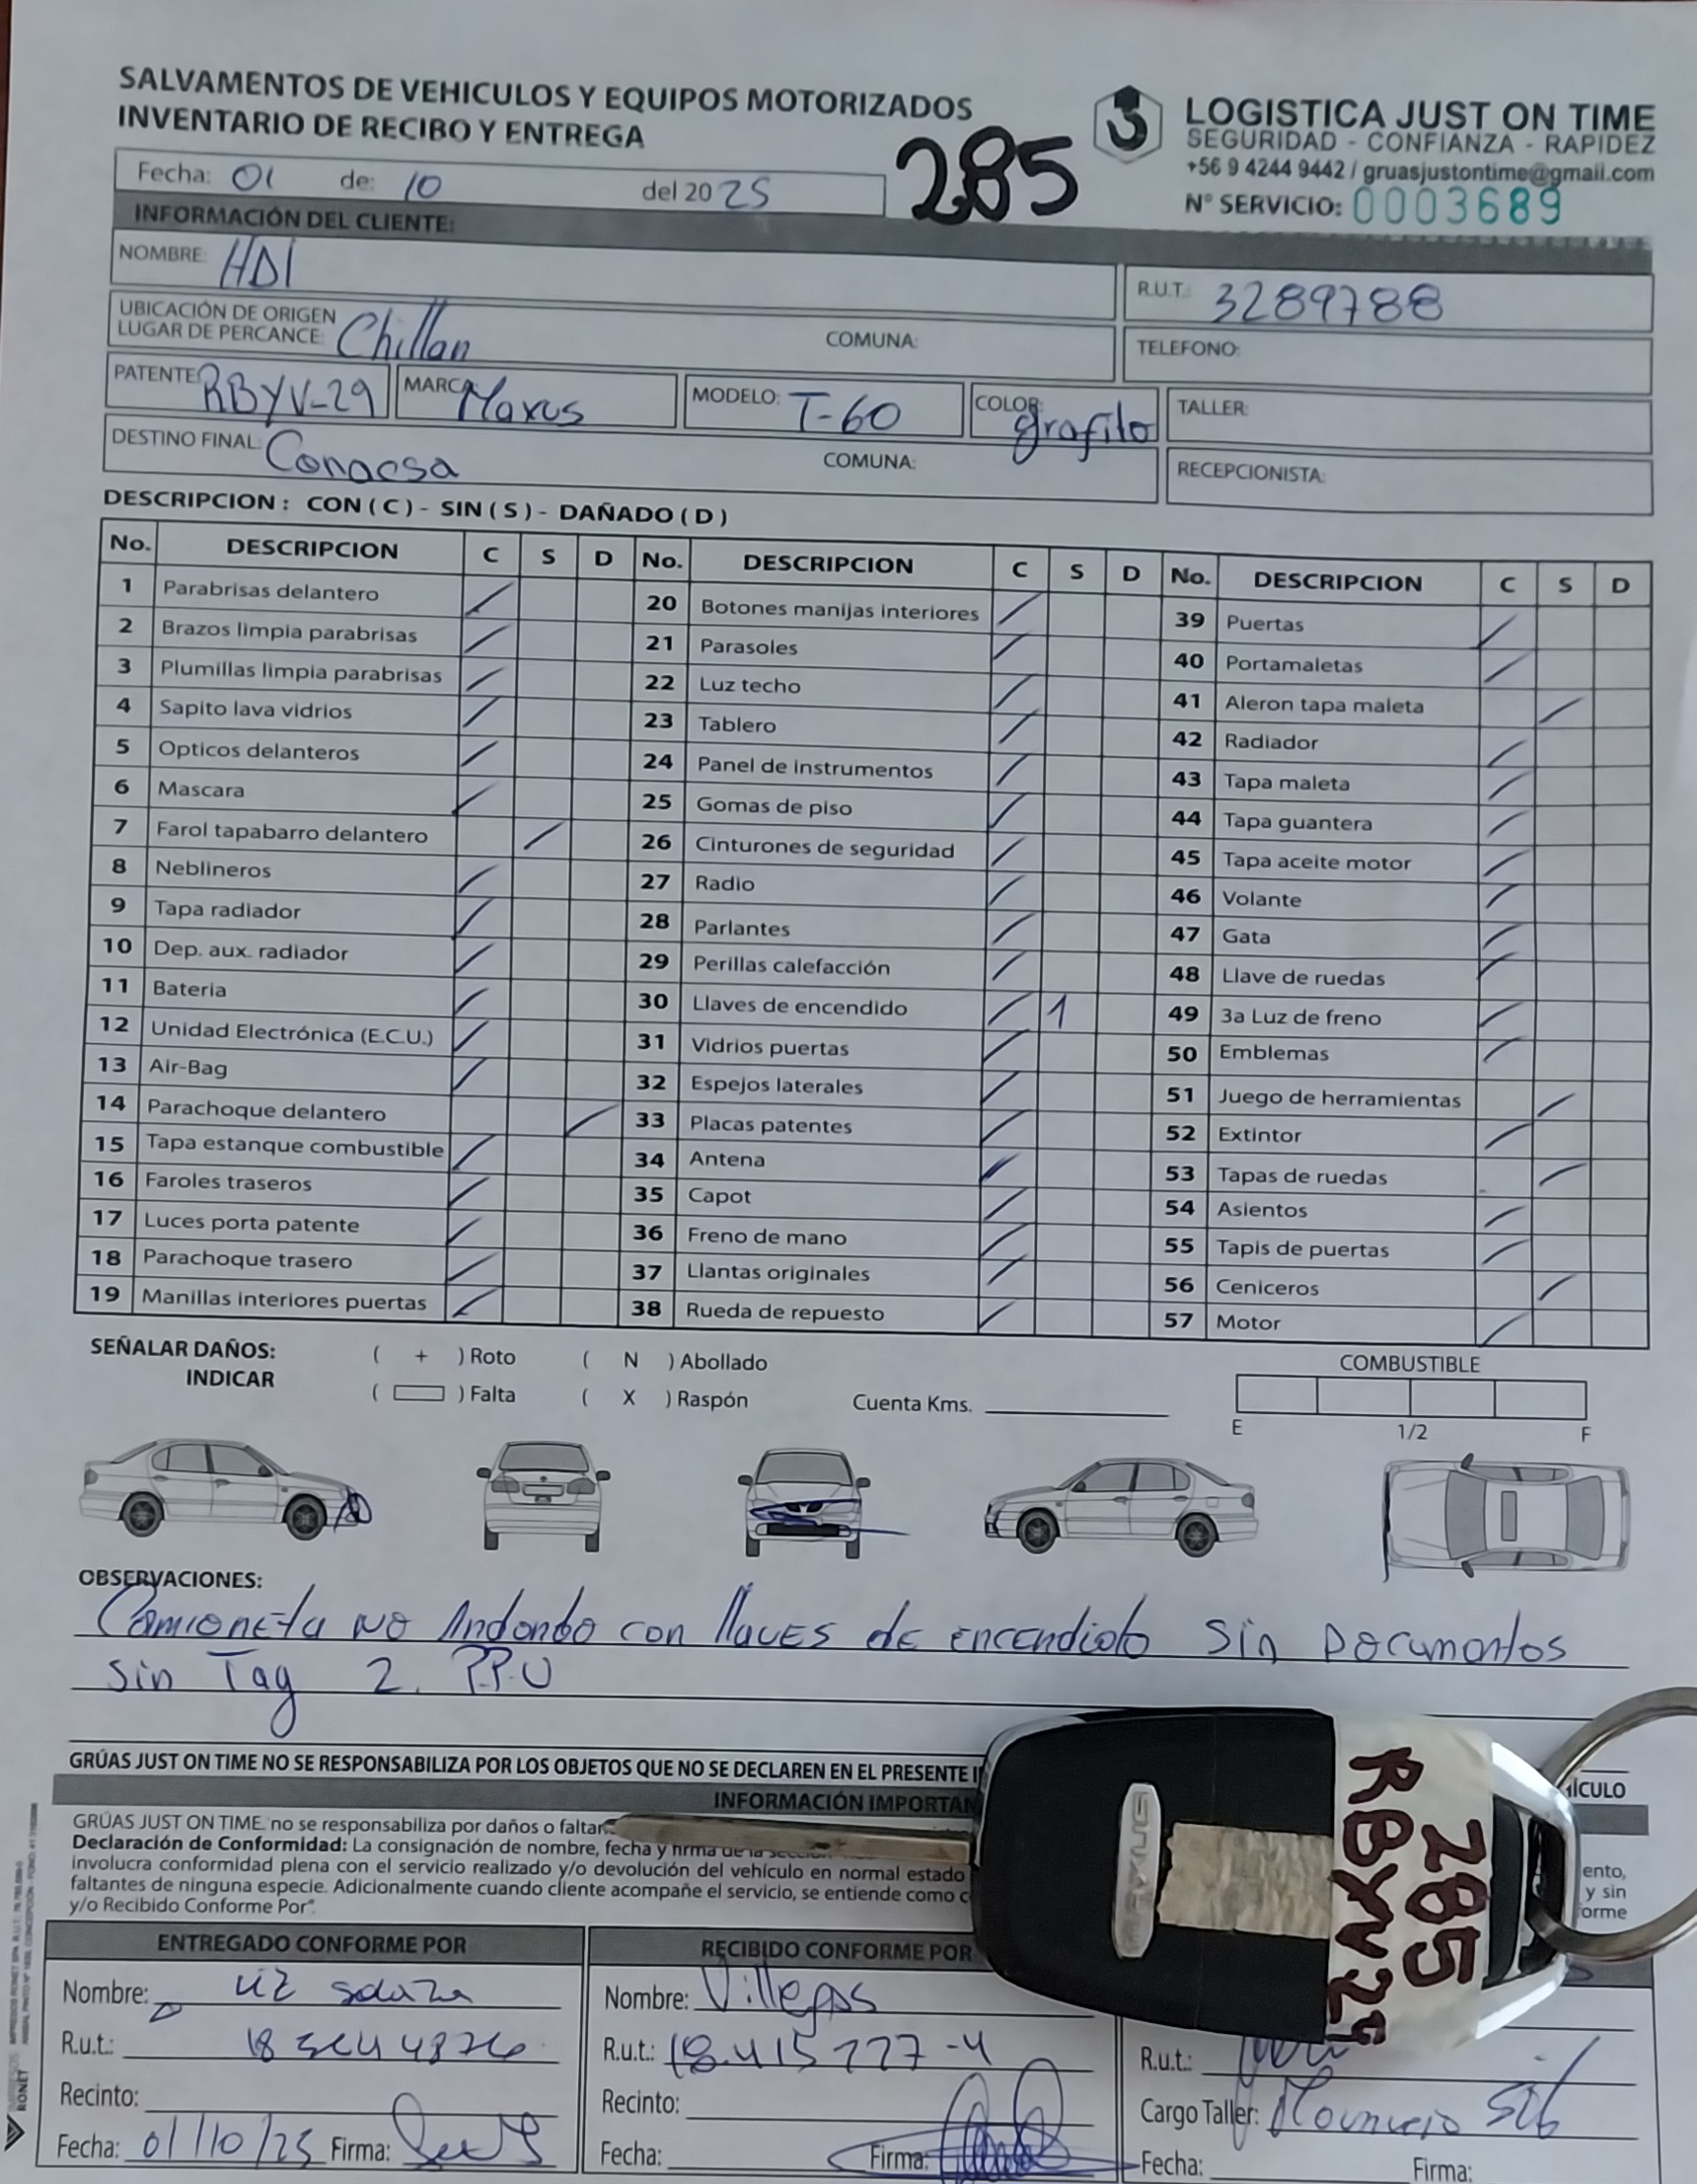 SALVAMENTOS DE VEHICULOS Y EQUIPOS MOTORIZADOS
INVENTARIO DE RECIBO Y ENTREGA
285
LOGISTICA JUST ON TIME
SEGURIDAD - CONFIANZA - RAPIDEZ
+56 9 4244 9442 / gruasjustontime@gmail.com
N° SERVICIO: 0003689
Fecha: 01 de: 10 del 2025
INFORMACIÓN DEL CLIENTE:
NOMBRE: HDI
R.U.T.: 3289788
UBICACIÓN DE ORIGEN
LUGAR DE PERCANCE: Chillan COMUNA:
TELEFONO:
PATENTE: RBYV-29 MARCA: Maxus MODELO: T-60 COLOR: grafito TALLER:
DESTINO FINAL: Conacsa COMUNA:
RECEPCIONISTA:
DESCRIPCION : CON ( C ) - SIN ( S ) - DAÑADO ( D )
No. DESCRIPCION C S D No. DESCRIPCION C S D No. DESCRIPCION C S D
1 Parabrisas delantero 20 Botones manijas interiores 39 Puertas
2 Brazos limpia parabrisas 21 Parasoles 40 Portamaletas
3 Plumillas limpia parabrisas 22 Luz techo 41 Aleron tapa maleta
4 Sapito lava vidrios 23 Tablero 42 Radiador
5 Opticos delanteros 24 Panel de instrumentos 43 Tapa maleta
6 Mascara 25 Gomas de piso 44 Tapa guantera
7 Farol tapabarro delantero 26 Cinturones de seguridad 45 Tapa aceite motor
8 Neblineros 27 Radio 46 Volante
9 Tapa radiador 28 Parlantes 47 Gata
10 Dep. aux. radiador 29 Perillas calefacción 48 Llave de ruedas
11 Bateria 30 Llaves de encendido 1 49 3a Luz de freno
12 Unidad Electrónica (E.C.U.) 31 Vidrios puertas 50 Emblemas
13 Air-Bag 32 Espejos laterales 51 Juego de herramientas
14 Parachoque delantero 33 Placas patentes 52 Extintor
15 Tapa estanque combustible 34 Antena 53 Tapas de ruedas
16 Faroles traseros 35 Capot 54 Asientos
17 Luces porta patente 36 Freno de mano 55 Tapis de puertas
18 Parachoque trasero 37 Llantas originales 56 Ceniceros
19 Manillas interiores puertas 38 Rueda de repuesto 57 Motor
SEÑALAR DAÑOS: ( + ) Roto ( N ) Abollado COMBUSTIBLE
INDICAR ( ) Falta ( X ) Raspón Cuenta Kms.
E 1/2 F
OBSERVACIONES:
Camioneta no Andando con llaves de encendido sin Documentos
sin Tag 2. P.P.U
GRÚAS JUST ON TIME NO SE RESPONSABILIZA POR LOS OBJETOS QUE NO SE DECLAREN EN EL PRESENTE
INFORMACIÓN IMPORTAN
GRÚAS JUST ON TIME. no se responsabiliza por daños o faltan
Declaración de Conformidad: La consignación de nombre, fecha y firma de la
involucra conformidad plena con el servicio realizado y/o devolución del vehículo en normal estado ento,
faltantes de ninguna especie. Adicionalmente cuando cliente acompañe el servicio, se entiende como c y sin
y/o Recibido Conforme Por". orme
285
RBYV29
ENTREGADO CONFORME POR RECIBIDO CONFORME POR
Nombre: Nombre: Villegas
R.u.t.: R.u.t.: 18.415 777-4 R.u.t.:
Recinto: Recinto: Cargo Taller:
Fecha: 01/10/25 Firma: Fecha: Firma: Fecha: Firma:
RONET